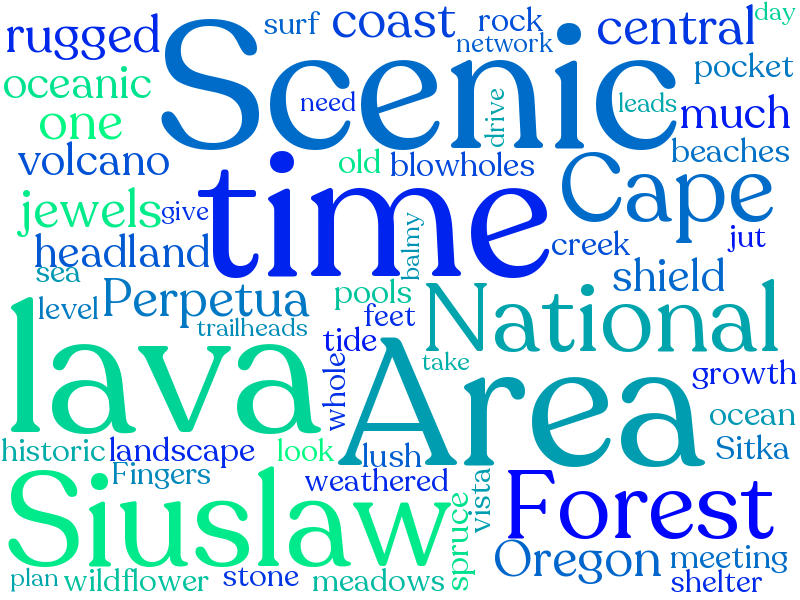 rugged
surf
coast
rock
network
central
day
oceanic
Scenic
need
drive
leads
pocket
one
much
volcano
old
blowholes
beaches
jewels
give
time
Cape
headland
balmy
creek
jut
sea
level
Perpetua
pools
feet
shield
trailheads
tide
National
lava
whole
take
growth
Area
ocean
historic
landscape
look
lush
Sitka
Fingers
weathered
Siuslaw
spruce
vista
Forest
Oregon
meeting
plan
wildflower
stone
meadows
shelter